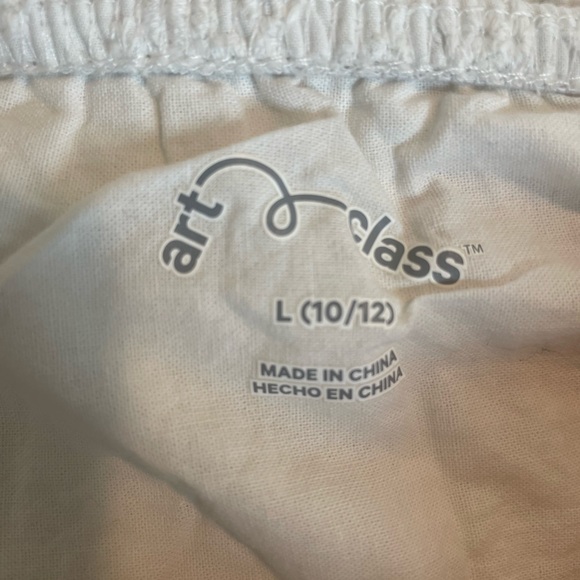 art class™
L (10/12)
MADE IN CHINA
HECHO EN CHINA